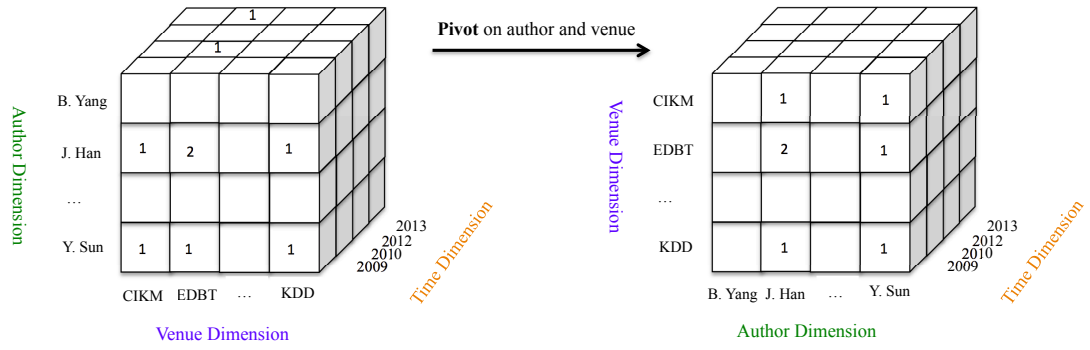 1
1
Pivot on author and venue
Author Dimension
B. Yang
J. Han 1 2 1
...
Y. Sun 1 1 1
CIKM EDBT ... KDD
Venue Dimension
2013
2012
2010
2009
Time Dimension
Venue Dimension
CIKM 1 1
EDBT 2 1
...
KDD 1 1
B. Yang J. Han ... Y. Sun
Author Dimension
2013
2012
2010
2009
Time Dimension